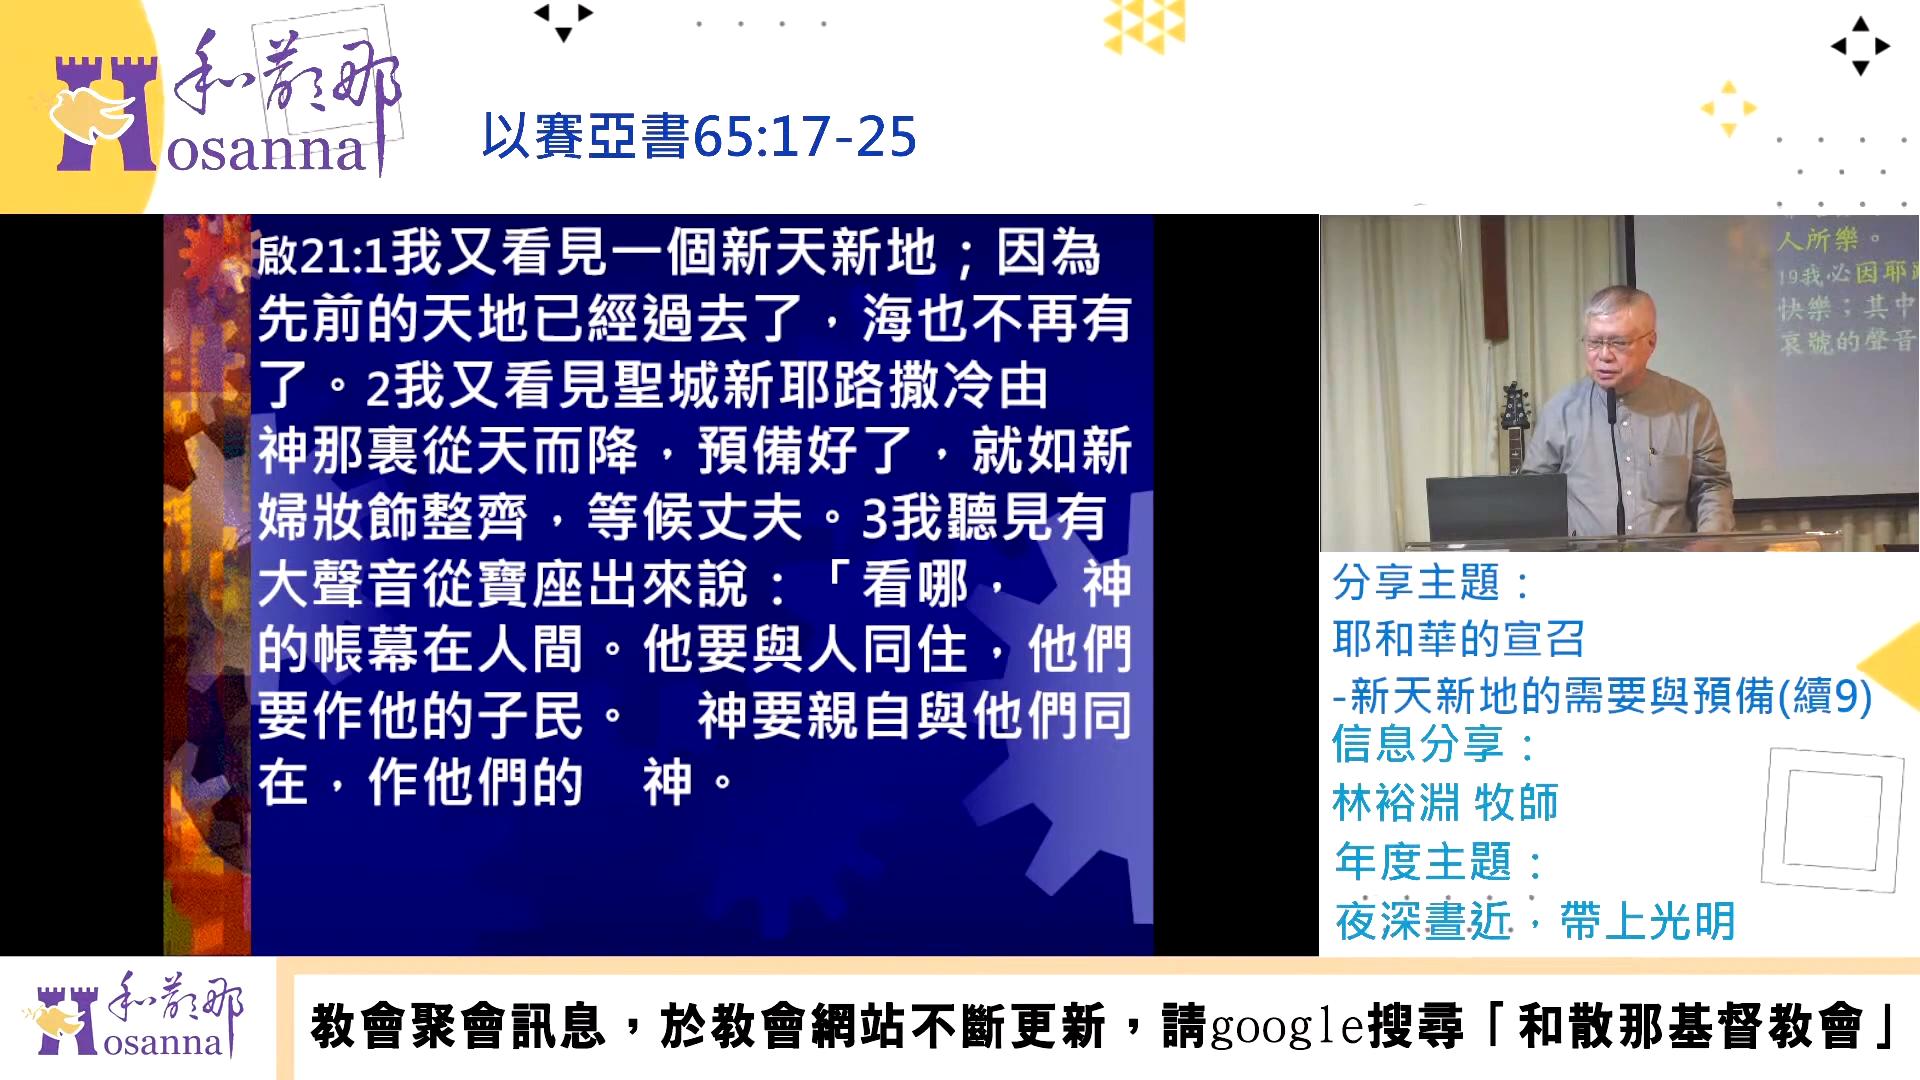 和散那
Hosanna
以賽亞書65:17-25
啟21:1我又看見一個新天新地；因為
先前的天地已經過去了，海也不再有
了。2我又看見聖城新耶路撒冷由
神那裏從天而降，預備好了，就如新
婦妝飾整齊，等候丈夫。3我聽見有
大聲音從寶座出來說：「看哪，　神
的帳幕在人間。他要與人同住，他們
要作他的子民。　神要親自與他們同
在，作他們的　神。
人所樂。
19我必因耶路
快樂；其中
哀號的聲音
分享主題：
耶和華的宣召
-新天新地的需要與預備(續9)
信息分享：
林裕淵 牧師
年度主題：
夜深晝近，帶上光明
和散那
Hosanna
教會聚會訊息，於教會網站不斷更新，請google搜尋「和散那基督教會」